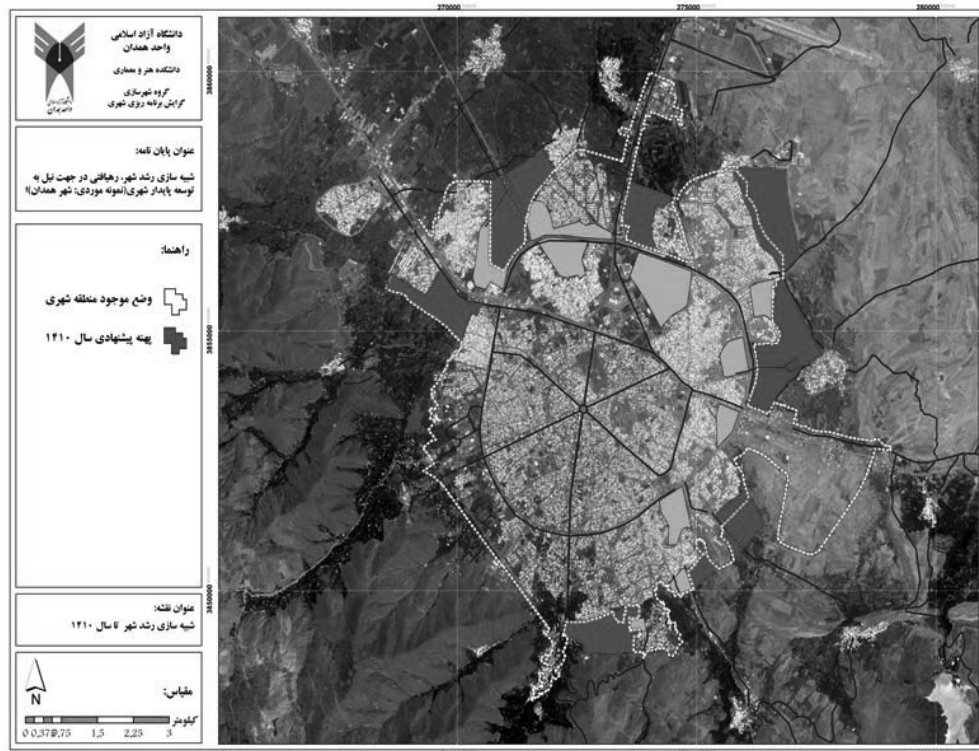 دانشگاه آزاد اسلامی
واحد همدان
دانشکده هنر و معماری
گروه شهرسازی
گرایش برنامه ریزی شهری
عنوان پایان نامه:
شبیه سازی رشد شهر، رهیافتی در جهت نیل به
توسعه پایدار شهری(نمونه موردی: شهر همدان)؛
راهنما:
وضع موجود منطقه شهری
پهنه پیشنهادی سال ۱۴۱۰
عنوان نقشه:
شبیه سازی رشد شهر تا سال ۱۴۱۰
مقیاس:
N
کیلومتر
0 0,375 0,75 1,5 2,25 3
270000 275000 280000
3860000
3855000
3850000